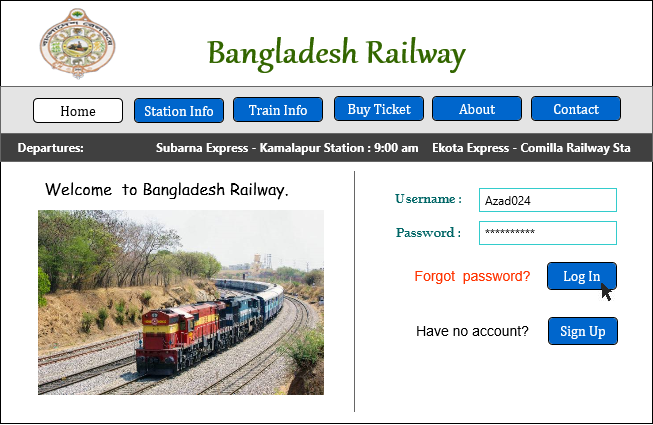 Bangladesh Railway
Home Station Info Train Info Buy Ticket About Contact
Departures: Subarna Express - Kamalapur Station : 9:00 am Ekota Express - Comilla Railway Sta
Welcome to Bangladesh Railway.
Username : Azad024
Password : **********
Forgot password? Log In
Have no account? Sign Up